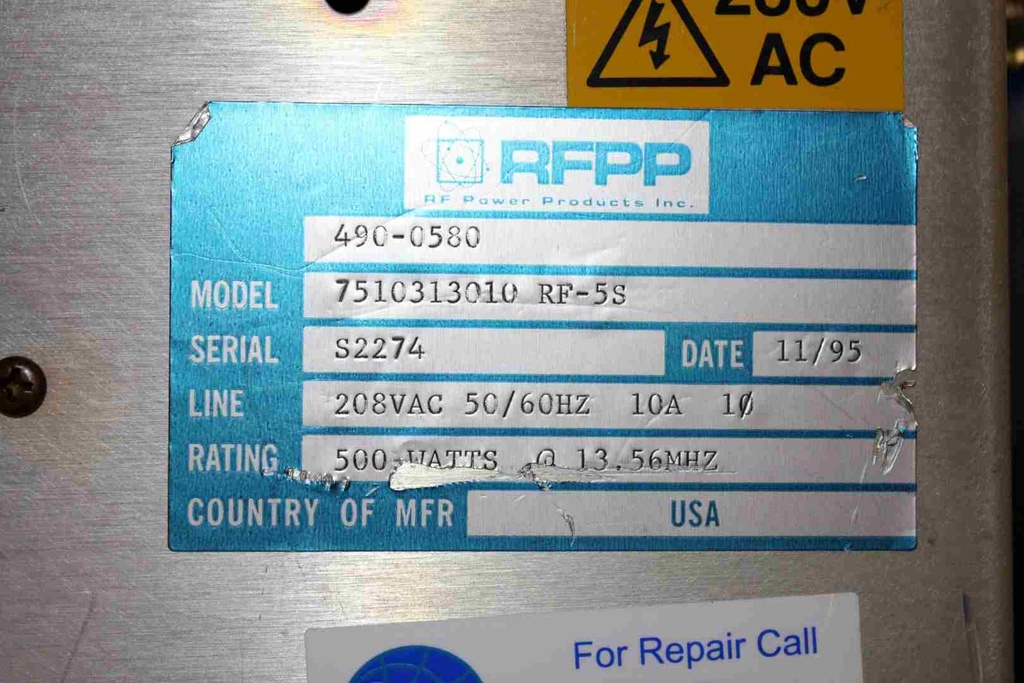 AC
RFPP
RF Power Products Inc.
490-0580
MODEL 7510313010 RF-5S
SERIAL S2274 DATE 11/95
LINE 208VAC 50/60HZ 10A 1Ø
RATING 500 WATTS @ 13.56MHZ
COUNTRY OF MFR USA
For Repair Call